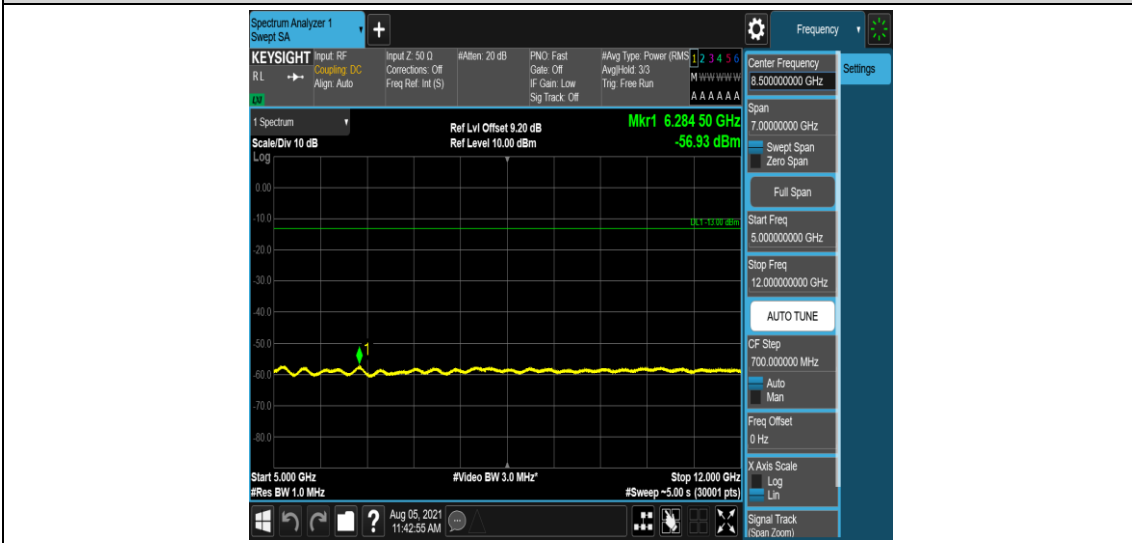 Spectrum Analyzer 1
Swept SA
+
Frequency
KEYSIGHT
RL
LXI
Input: RF
Coupling: DC
Align: Auto
Input Z: 50 Ω
Corrections: Off
Freq Ref: Int (S)
#Atten: 20 dB
PNO: Fast
Gate: Off
IF Gain: Low
Sig Track: Off
#Avg Type: Power (RMS
Avg|Hold: 3/3
Trig: Free Run
1 2 3 4 5 6
M W W W W W
A A A A A A
1 Spectrum
Scale/Div 10 dB
Log
Ref Lvl Offset 9.20 dB
Ref Level 10.00 dBm
Mkr1 6.284 50 GHz
-56.93 dBm
0.00
-10.0
DL1 -13.00 dBm
-20.0
-30.0
-40.0
-50.0
1
-60.0
-70.0
-80.0
Start 5.000 GHz
#Res BW 1.0 MHz
#Video BW 3.0 MHz*
Stop 12.000 GHz
#Sweep ~5.00 s (30001 pts)
?
Aug 05, 2021
11:42:55 AM
Center Frequency
8.500000000 GHz
Settings
Span
7.00000000 GHz
Swept Span
Zero Span
Full Span
Start Freq
5.000000000 GHz
Stop Freq
12.000000000 GHz
AUTO TUNE
CF Step
700.000000 MHz
Auto
Man
Freq Offset
0 Hz
X Axis Scale
Log
Lin
Signal Track
(Span Zoom)